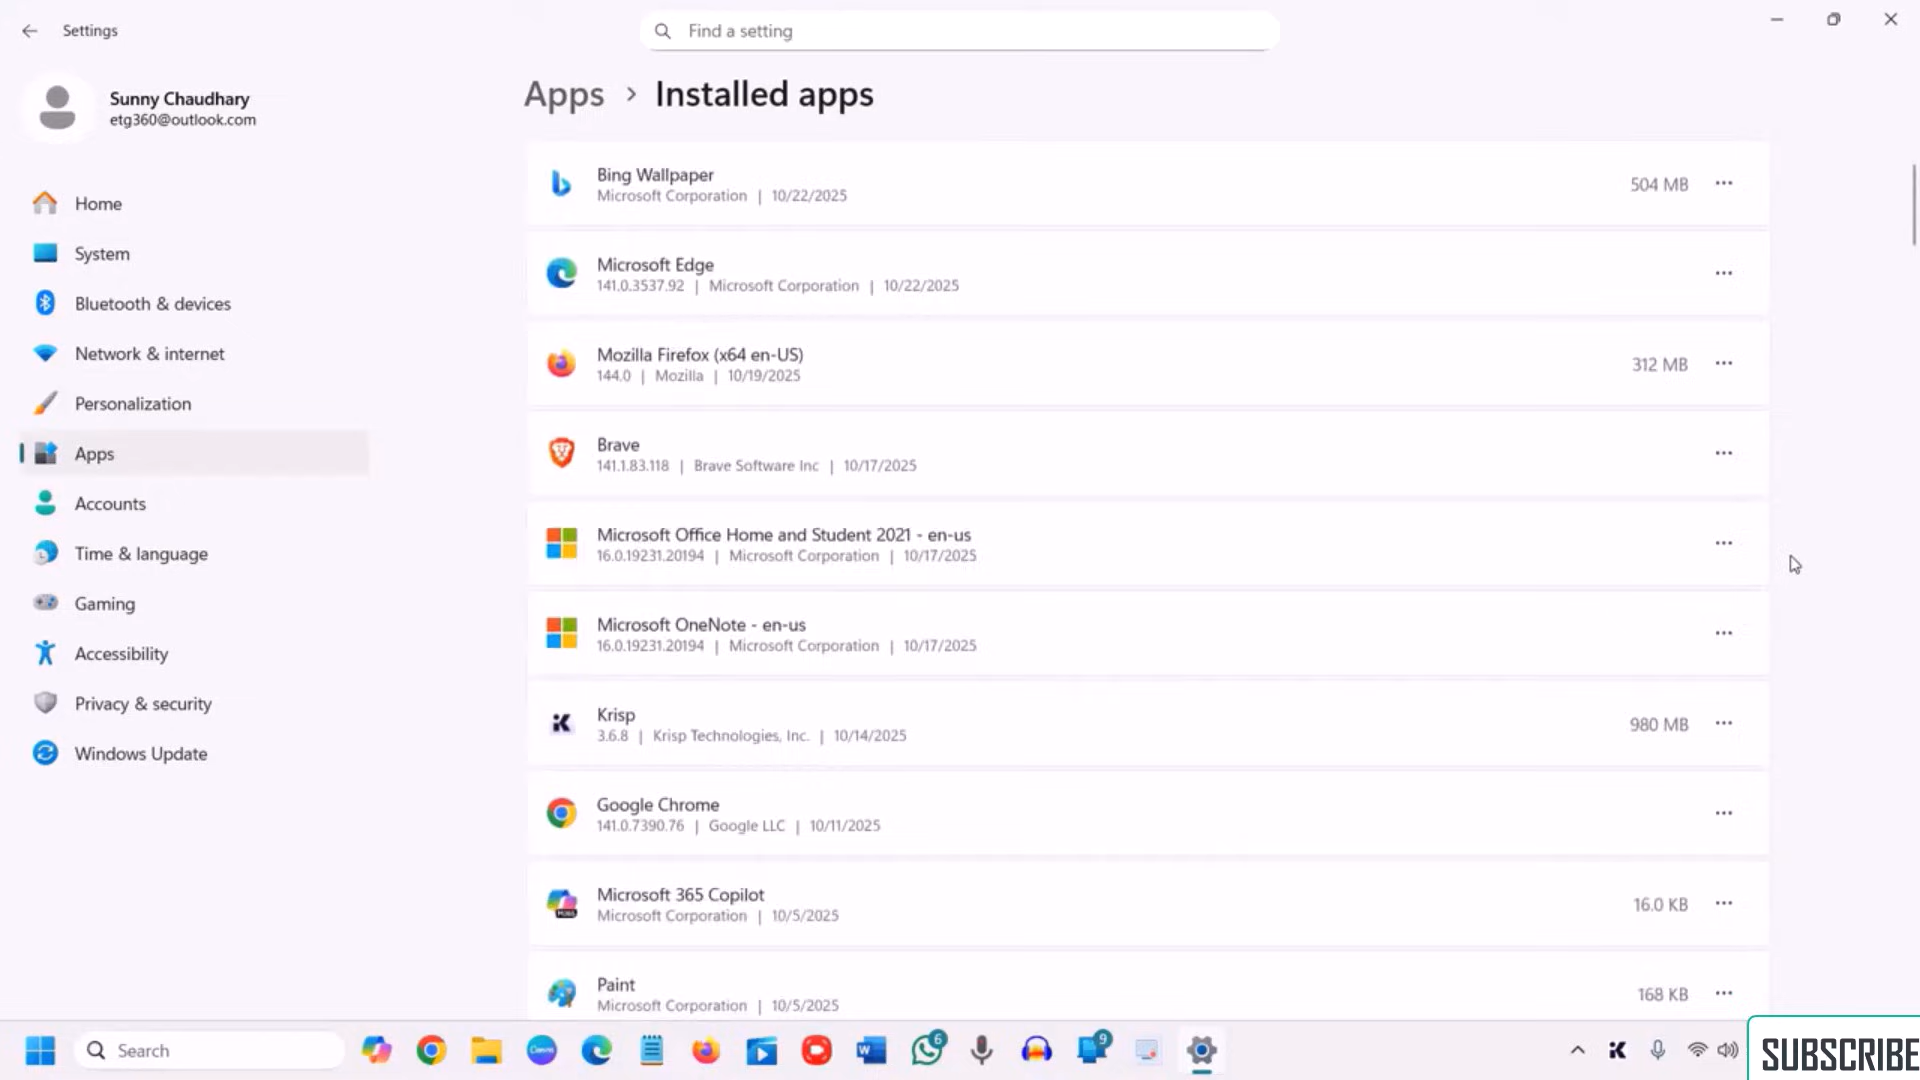 Settings
Find a setting
Sunny Chaudhary
etg360@outlook.com
Home
System
Bluetooth & devices
Network & internet
Personalization
Apps
Accounts
Time & language
Gaming
Accessibility
Privacy & security
Windows Update
Apps > Installed apps
Bing Wallpaper
Microsoft Corporation | 10/22/2025
504 MB
Microsoft Edge
141.0.3537.92 | Microsoft Corporation | 10/22/2025
Mozilla Firefox (x64 en-US)
144.0 | Mozilla | 10/19/2025
312 MB
Brave
141.1.83.118 | Brave Software Inc | 10/17/2025
Microsoft Office Home and Student 2021 - en-us
16.0.19231.20194 | Microsoft Corporation | 10/17/2025
Microsoft OneNote - en-us
16.0.19231.20194 | Microsoft Corporation | 10/17/2025
Krisp
3.6.8 | Krisp Technologies, Inc. | 10/14/2025
980 MB
Google Chrome
141.0.7390.76 | Google LLC | 10/11/2025
Microsoft 365 Copilot
Microsoft Corporation | 10/5/2025
16.0 KB
Paint
Microsoft Corporation | 10/5/2025
168 KB
Search
6
9
SUBSCRIBE